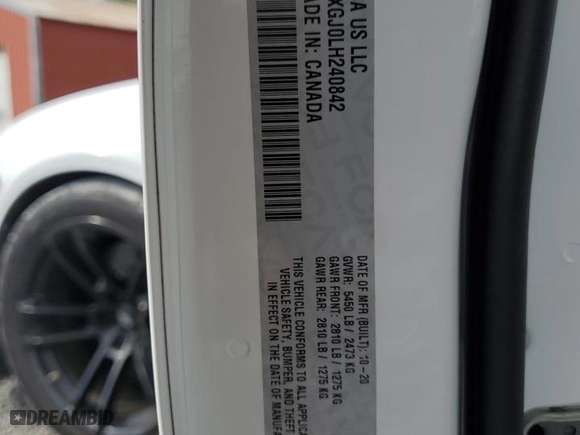 A US LLC
XGJ0LH240842
MADE IN: CANADA
DATE OF MFR (BUILT): 10-20
GVWR: 5450 LB / 2473 KG
GAWR FRONT: 2810 LB / 1275 KG
GAWR REAR: 2810 LB / 1275 KG
THIS VEHICLE CONFORMS TO ALL APPLICA
VEHICLE SAFETY, BUMPER, AND THEFT
IN EFFECT ON THE DATE OF MANUFA
DREAMBID